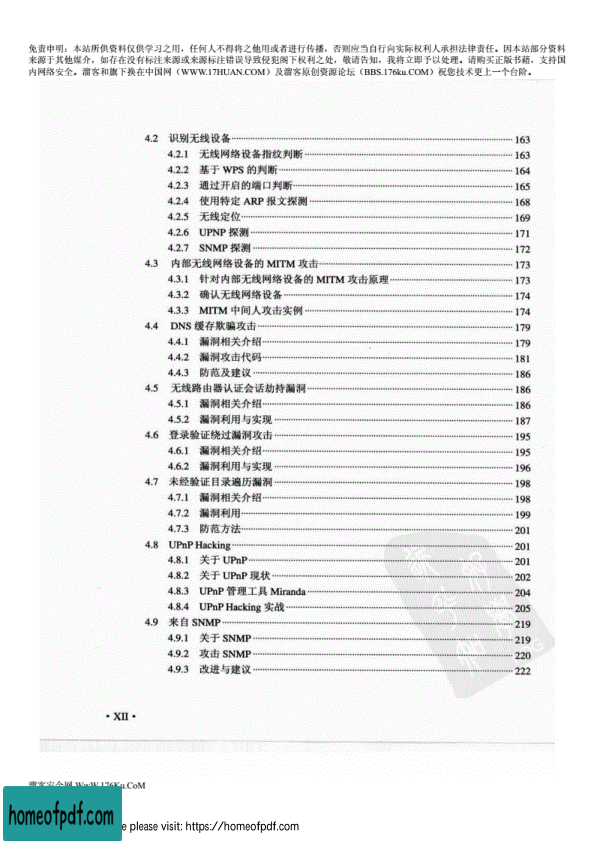 免责申明：本站所供资料仅供学习之用，任何人不得将之他用或者进行传播，否则应当自行向实际权利人承担法律责任。因本站部分资料
来源于其他媒介，如存在没有标注来源或来源标注错误导致侵犯阁下权利之处，敬请告知，我将立即予以处理。请购买正版书籍，支持国
内网络安全。溜客和旗下换在中国网（WWW.17HUAN.COM）及溜客原创资源论坛（BBS.176ku.COM）祝您技术更上一个台阶。
4.2 识别无线设备 163
4.2.1 无线网络设备指纹判断 163
4.2.2 基于 WPS 的判断 164
4.2.3 通过开启的端口判断 165
4.2.4 使用特定 ARP 报文探测 168
4.2.5 无线定位 169
4.2.6 UPNP 探测 171
4.2.7 SNMP 探测 172
4.3 内部无线网络设备的 MITM 攻击 173
4.3.1 针对内部无线网络设备的 MITM 攻击原理 173
4.3.2 确认无线网络设备 174
4.3.3 MITM 中间人攻击实例 174
4.4 DNS 缓存欺骗攻击 179
4.4.1 漏洞相关介绍 179
4.4.2 漏洞攻击代码 181
4.4.3 防范及建议 186
4.5 无线路由器认证会话劫持漏洞 186
4.5.1 漏洞相关介绍 186
4.5.2 漏洞利用与实现 187
4.6 登录验证绕过漏洞攻击 195
4.6.1 漏洞相关介绍 195
4.6.2 漏洞利用与实现 196
4.7 未经验证目录遍历漏洞 198
4.7.1 漏洞相关介绍 198
4.7.2 漏洞利用 199
4.7.3 防范方法 201
4.8 UPnP Hacking 201
4.8.1 关于 UPnP 201
4.8.2 关于 UPnP 现状 202
4.8.3 UPnP 管理工具 Miranda 204
4.8.4 UPnP Hacking 实战 205
4.9 来自 SNMP 219
4.9.1 关于 SNMP 219
4.9.2 攻击 SNMP 220
4.9.3 改进与建议 222
• XII •
溜客安全网 WwW.176Ku.CoM
homeofpdf.com
e please visit: https://homeofpdf.com